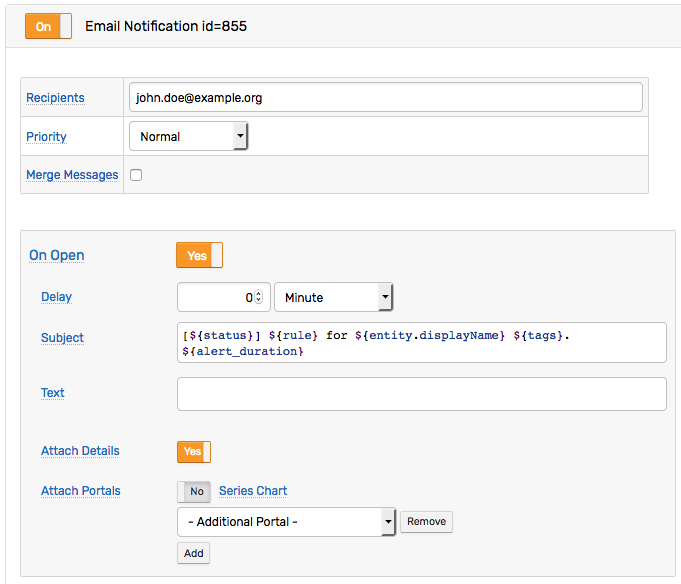 On Email Notification id=855
Recipients john.doe@example.org
Priority Normal
Merge Messages
On Open Yes
Delay 0 Minute
Subject [${status}] ${rule} for ${entity.displayName} ${tags}.
${alert_duration}
Text
Attach Details Yes
Attach Portals No Series Chart
- Additional Portal - Remove
Add